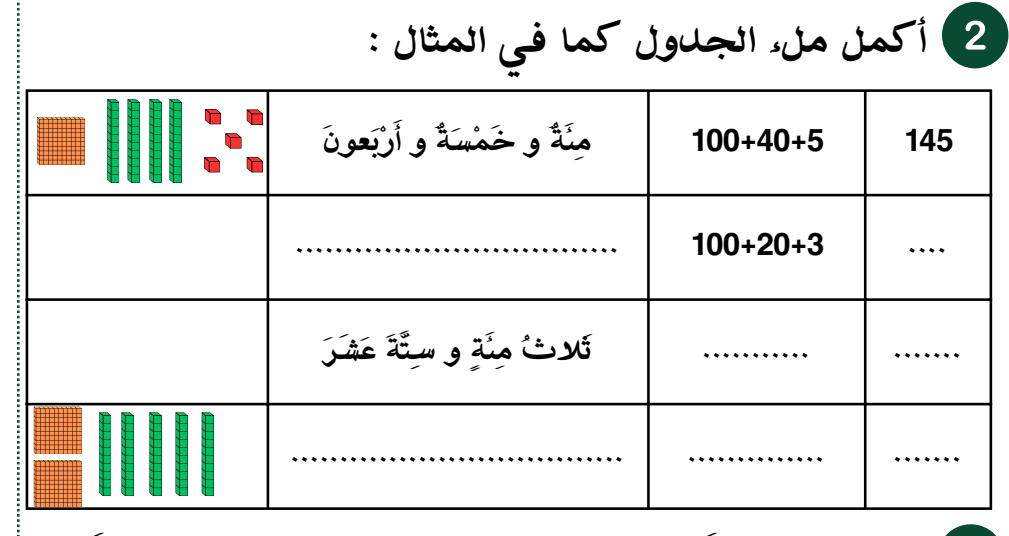 2 أكمل ملء الجدول كما في المثال :
145 100+40+5 مِئَةٌ و خَمْسَةٌ و أَرْبَعونَ
.... 100+20+3 .................................
....... ........... ثَلاثُ مِئَةٍ و سِتَّةَ عَشَرَ
....... .............. ..................................